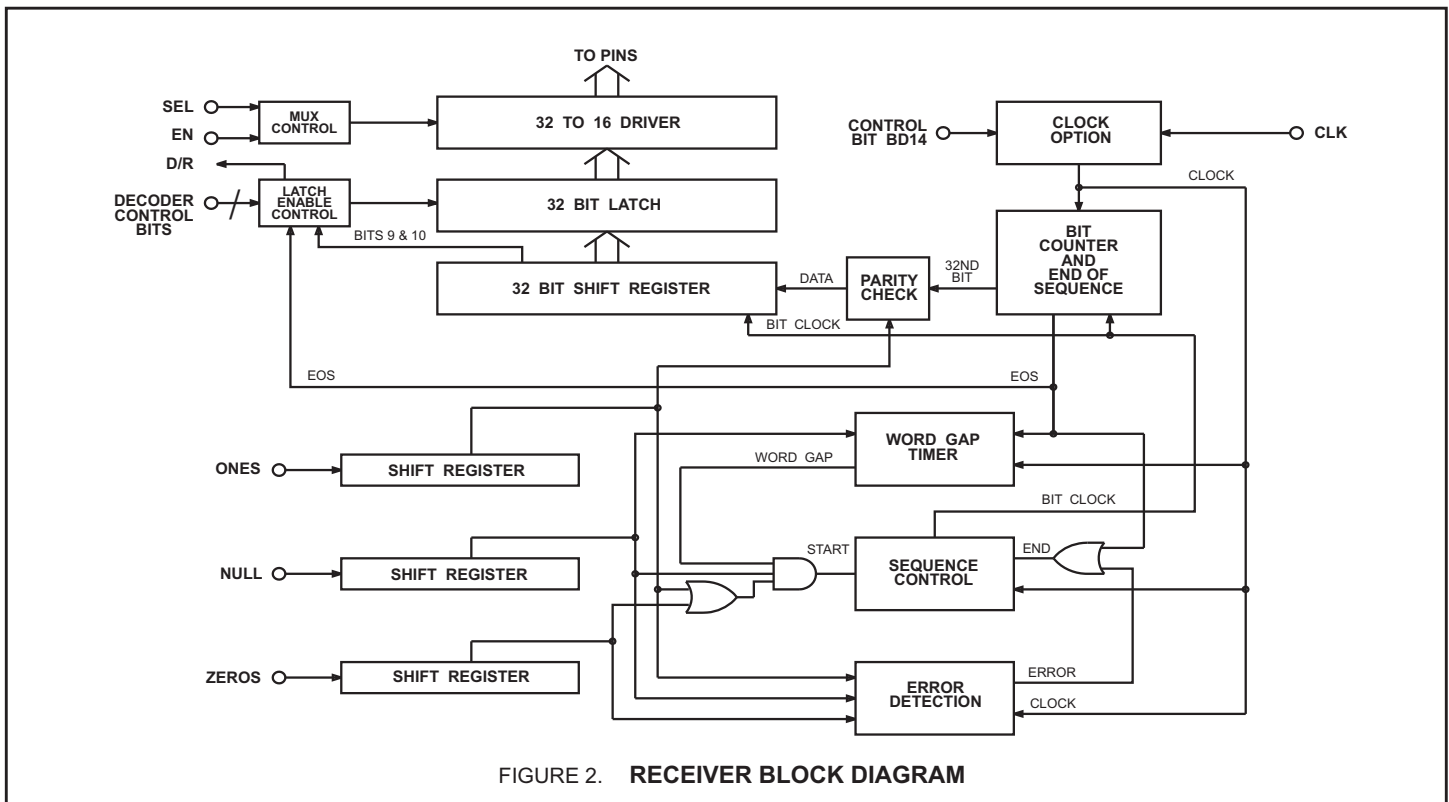 TO PINS
SEL
EN
D/R
DECODER
CONTROL
BITS
MUX
CONTROL
LATCH
ENABLE
CONTROL
32 TO 16 DRIVER
32 BIT LATCH
BITS 9 & 10
32 BIT SHIFT REGISTER
CONTROL
BIT BD14
CLOCK
OPTION
CLK
CLOCK
BIT
COUNTER
AND
END OF
SEQUENCE
32ND
BIT
PARITY
CHECK
DATA
BIT CLOCK
EOS
EOS
ONES
SHIFT REGISTER
WORD GAP
WORD GAP
TIMER
BIT CLOCK
NULL
SHIFT REGISTER
START
SEQUENCE
CONTROL
END
ZEROS
SHIFT REGISTER
ERROR
DETECTION
ERROR
CLOCK
FIGURE 2. RECEIVER BLOCK DIAGRAM